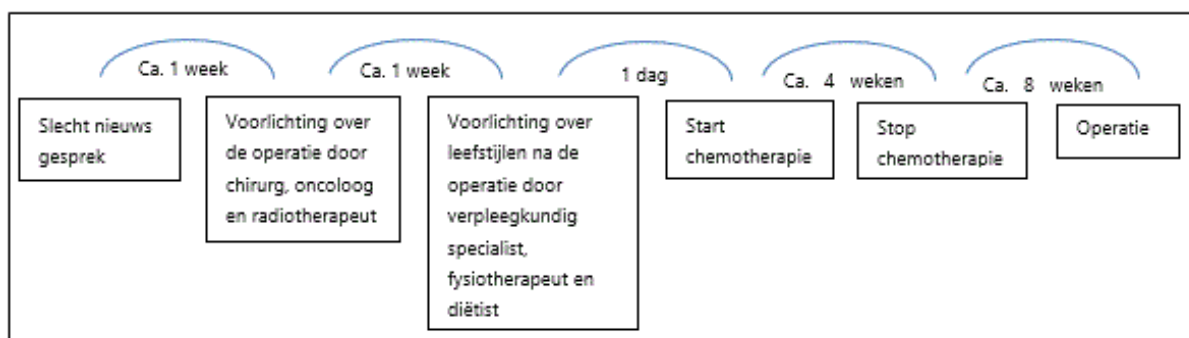 Ca. 1 week
Ca. 1 week
1 dag
Ca. 4 weken
Ca. 8 weken
Slecht nieuws
gesprek
Voorlichting over
de operatie door
chirurg, oncoloog
en radiotherapeut
Voorlichting over
leefstijlen na de
operatie door
verpleegkundig
specialist,
fysiotherapeut en
diëtist
Start
chemotherapie
Stop
chemotherapie
Operatie